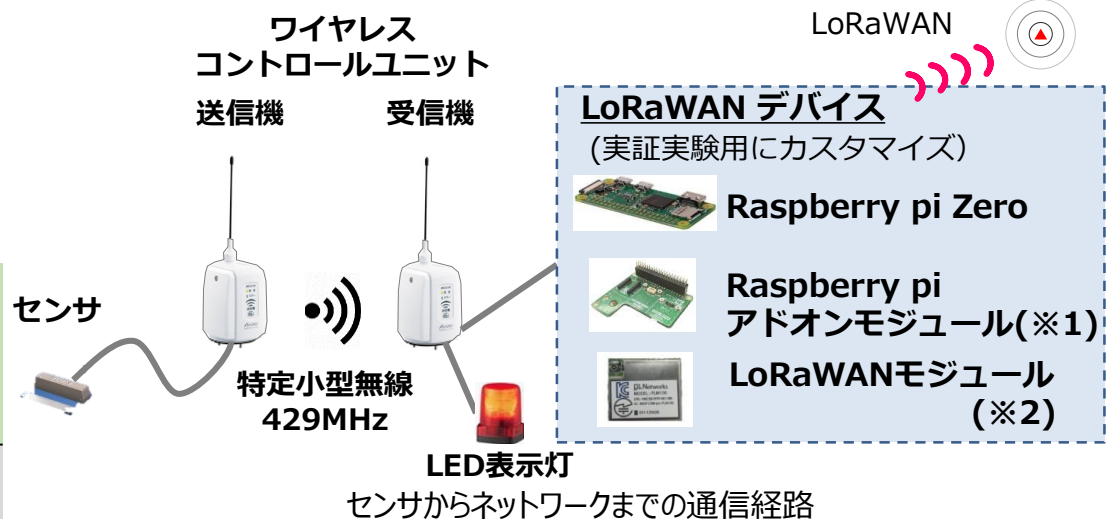 ワイヤレス
コントロールユニット
送信機
受信機
LoRaWAN
LoRaWAN デバイス
(実証実験用にカスタマイズ)
Raspberry pi Zero
Raspberry pi
アドオンモジュール(※1)
LoRaWANモジュール
(※2)
センサ
特定小型無線
429MHz
LED表示灯
センサからネットワークまでの通信経路